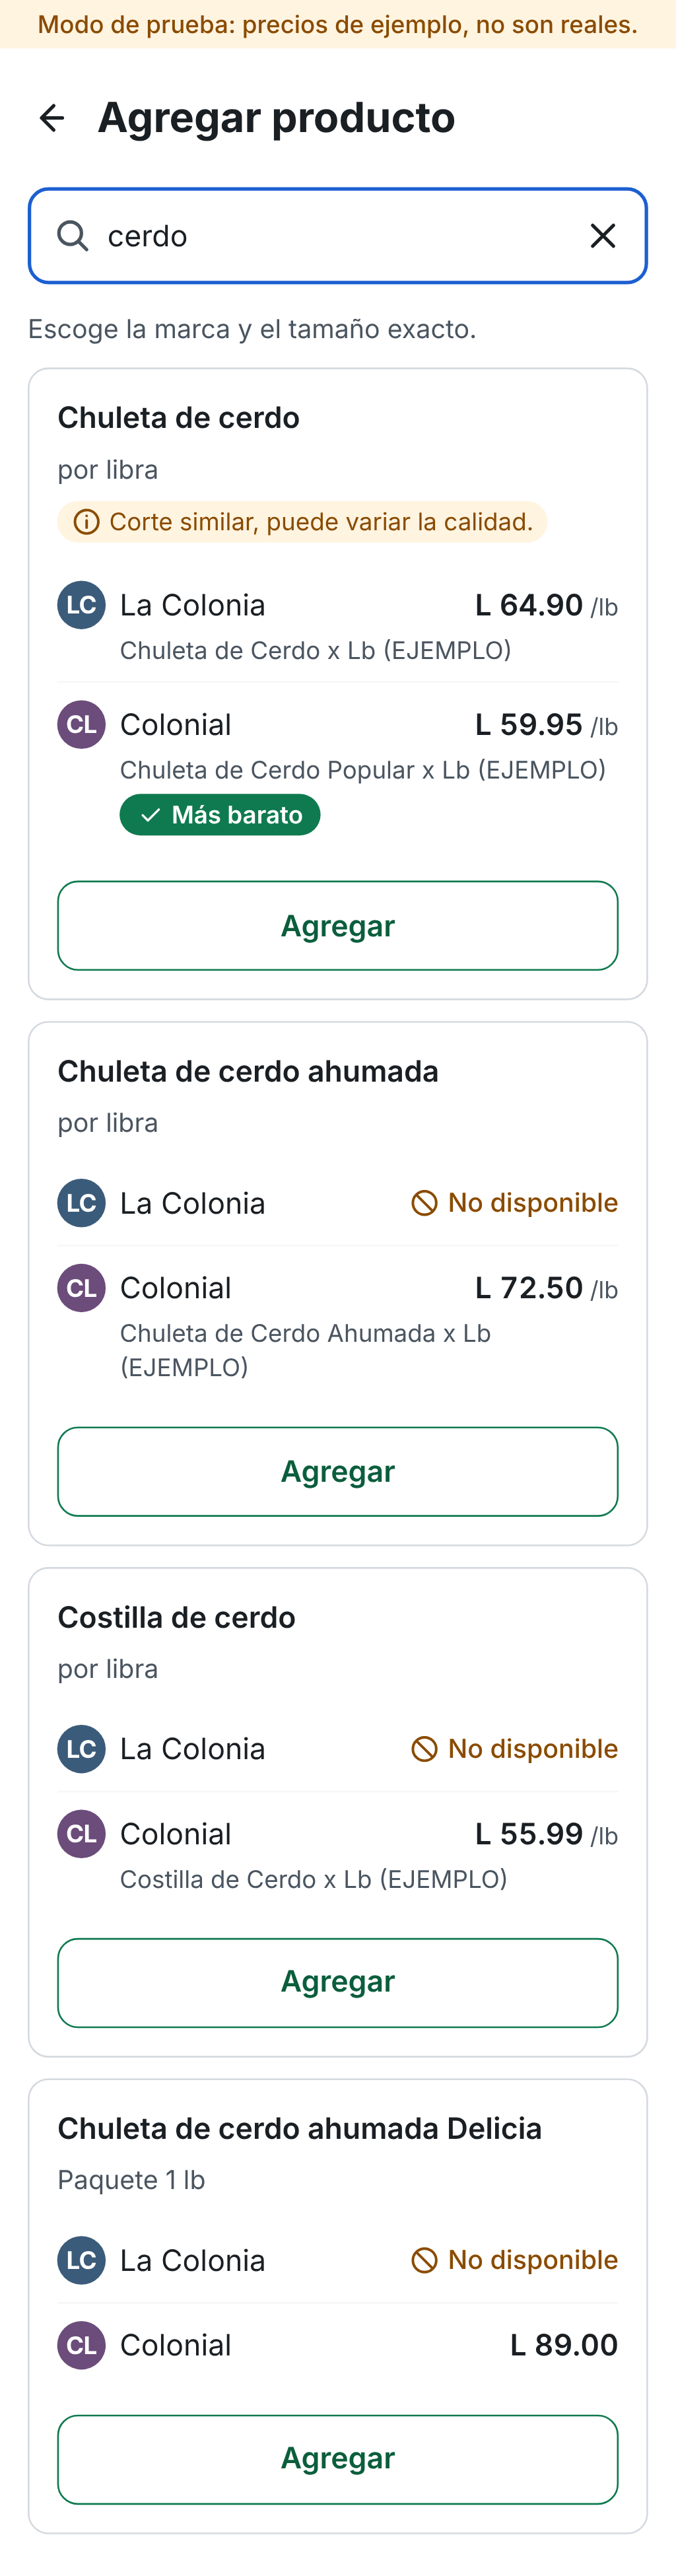 Modo de prueba: precios de ejemplo, no son reales.
Agregar producto
cerdo
Escoge la marca y el tamaño exacto.
Chuleta de cerdo
por libra
Corte similar, puede variar la calidad.
LC La Colonia L 64.90 /lb
Chuleta de Cerdo x Lb (EJEMPLO)
CL Colonial L 59.95 /lb
Chuleta de Cerdo Popular x Lb (EJEMPLO)
Más barato
Agregar
Chuleta de cerdo ahumada
por libra
LC La Colonia No disponible
CL Colonial L 72.50 /lb
Chuleta de Cerdo Ahumada x Lb
(EJEMPLO)
Agregar
Costilla de cerdo
por libra
LC La Colonia No disponible
CL Colonial L 55.99 /lb
Costilla de Cerdo x Lb (EJEMPLO)
Agregar
Chuleta de cerdo ahumada Delicia
Paquete 1 lb
LC La Colonia No disponible
CL Colonial L 89.00
Agregar